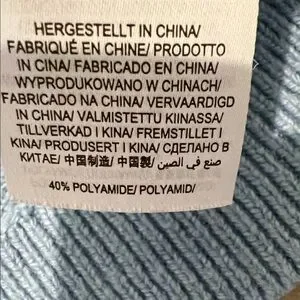 HERGESTELLT IN CHINA/
FABRIQUÉ EN CHINE/ PRODOTTO
IN CINA/ FABRICADO EN CHINA/
WYPRODUKOWANO W CHINACH/
FABRICADO NA CHINA/ VERVAARDIGD
IN CHINA/ VALMISTETTU KIINASSA/
TILLVERKAD I KINA/ FREMSTILLET I
KINA/ PRODUSERT I KINA/ СДЕЛАНО В
КИТАЕ/ 中国制造/ 中国製/ صنع في الصين/
40% POLYAMIDE/ POLYAMID/